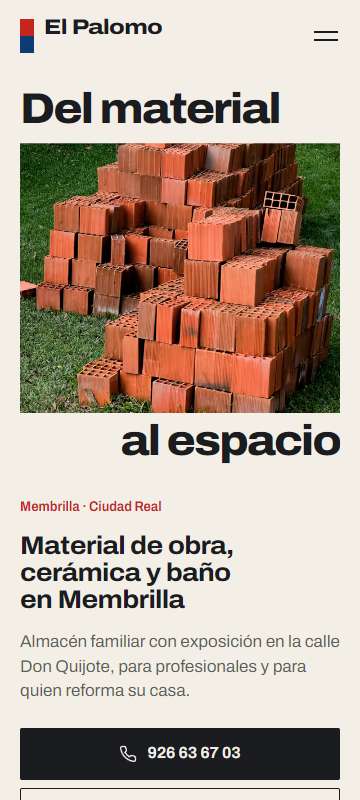 El Palomo
Del material
al espacio
Membrilla · Ciudad Real
Material de obra,
cerámica y baño
en Membrilla
Almacén familiar con exposición en la calle
Don Quijote, para profesionales y para
quien reforma su casa.
926 63 67 03